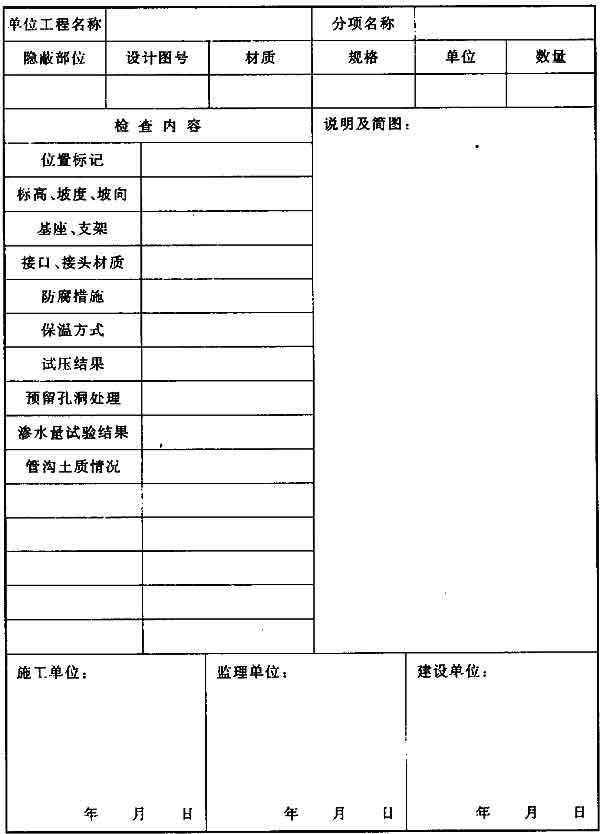 单位工程名称 分项名称
隐蔽部位 设计图号 材质 规格 单位 数量
检查内容 说明及简图：
位置标记
标高、坡度、坡向
基座、支架
接口、接头材质
防腐措施
保温方式
试压结果
预留孔洞处理
渗水量试验结果
管沟土质情况
施工单位： 监理单位： 建设单位：
年 月 日 年 月 日 年 月 日